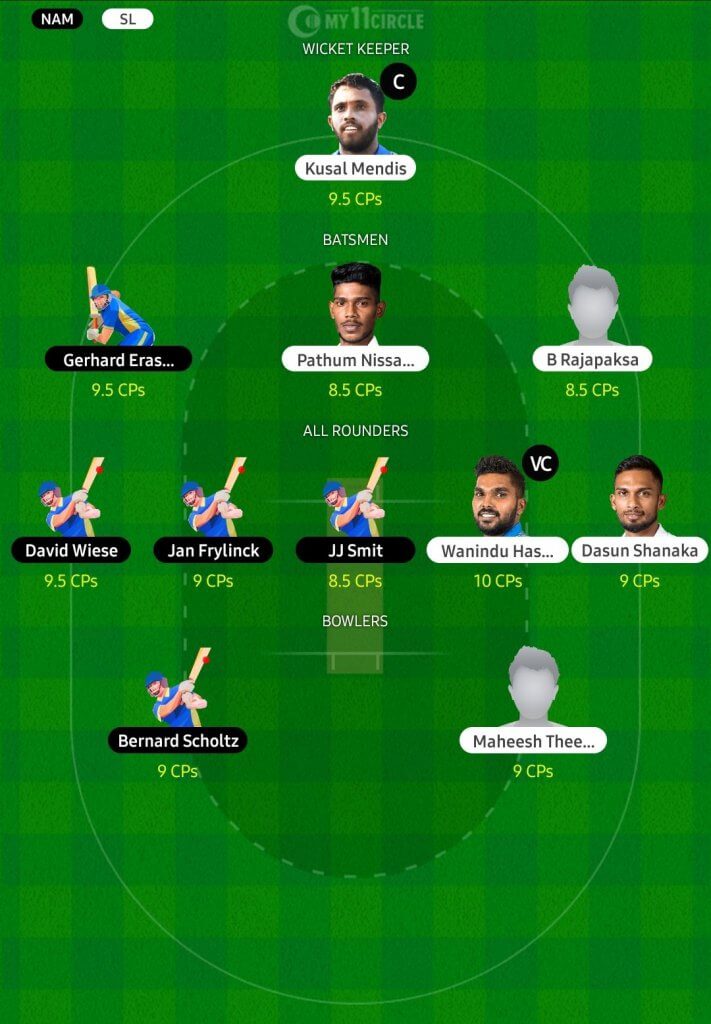 NAM SL
MY11CIRCLE
WICKET KEEPER
C
Kusal Mendis
9.5 CPs
BATSMEN
Gerhard Eras... Pathum Nissa... B Rajapaksa
9.5 CPs 8.5 CPs 8.5 CPs
ALL ROUNDERS
VC
David Wiese Jan Frylinck JJ Smit Wanindu Has... Dasun Shanaka
9.5 CPs 9 CPs 8.5 CPs 10 CPs 9 CPs
BOWLERS
Bernard Scholtz Maheesh Thee...
9 CPs 9 CPs